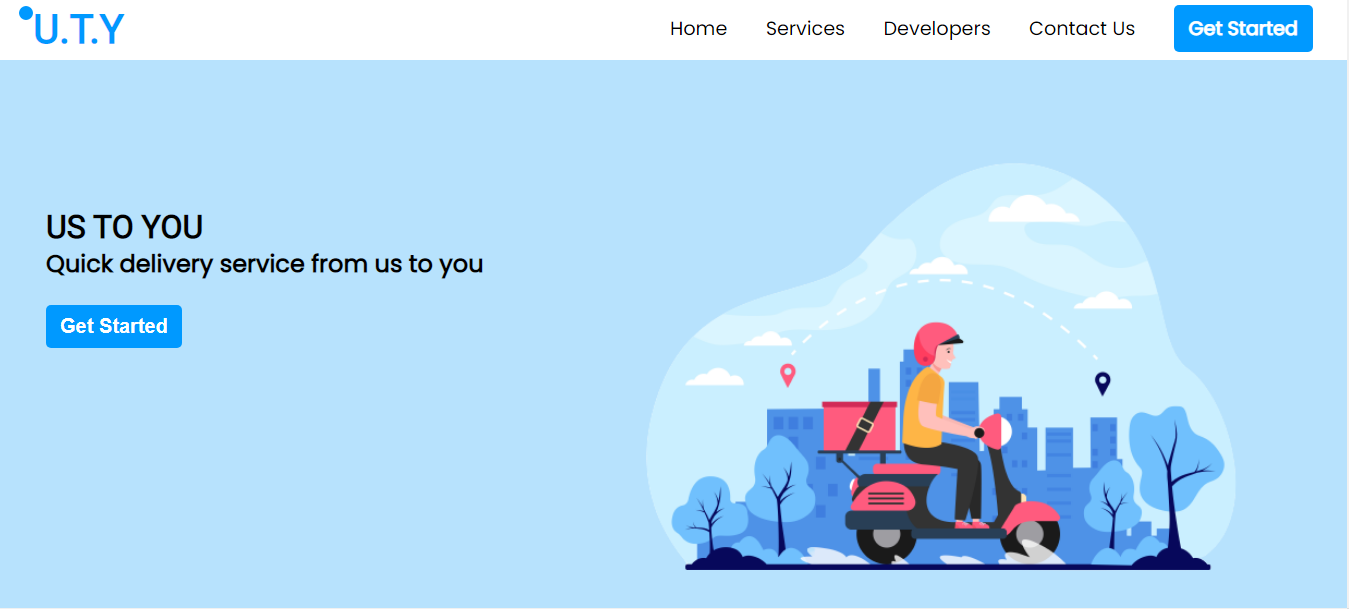 U.T.Y
Home Services Developers Contact Us Get Started
US TO YOU
Quick delivery service from us to you
Get Started